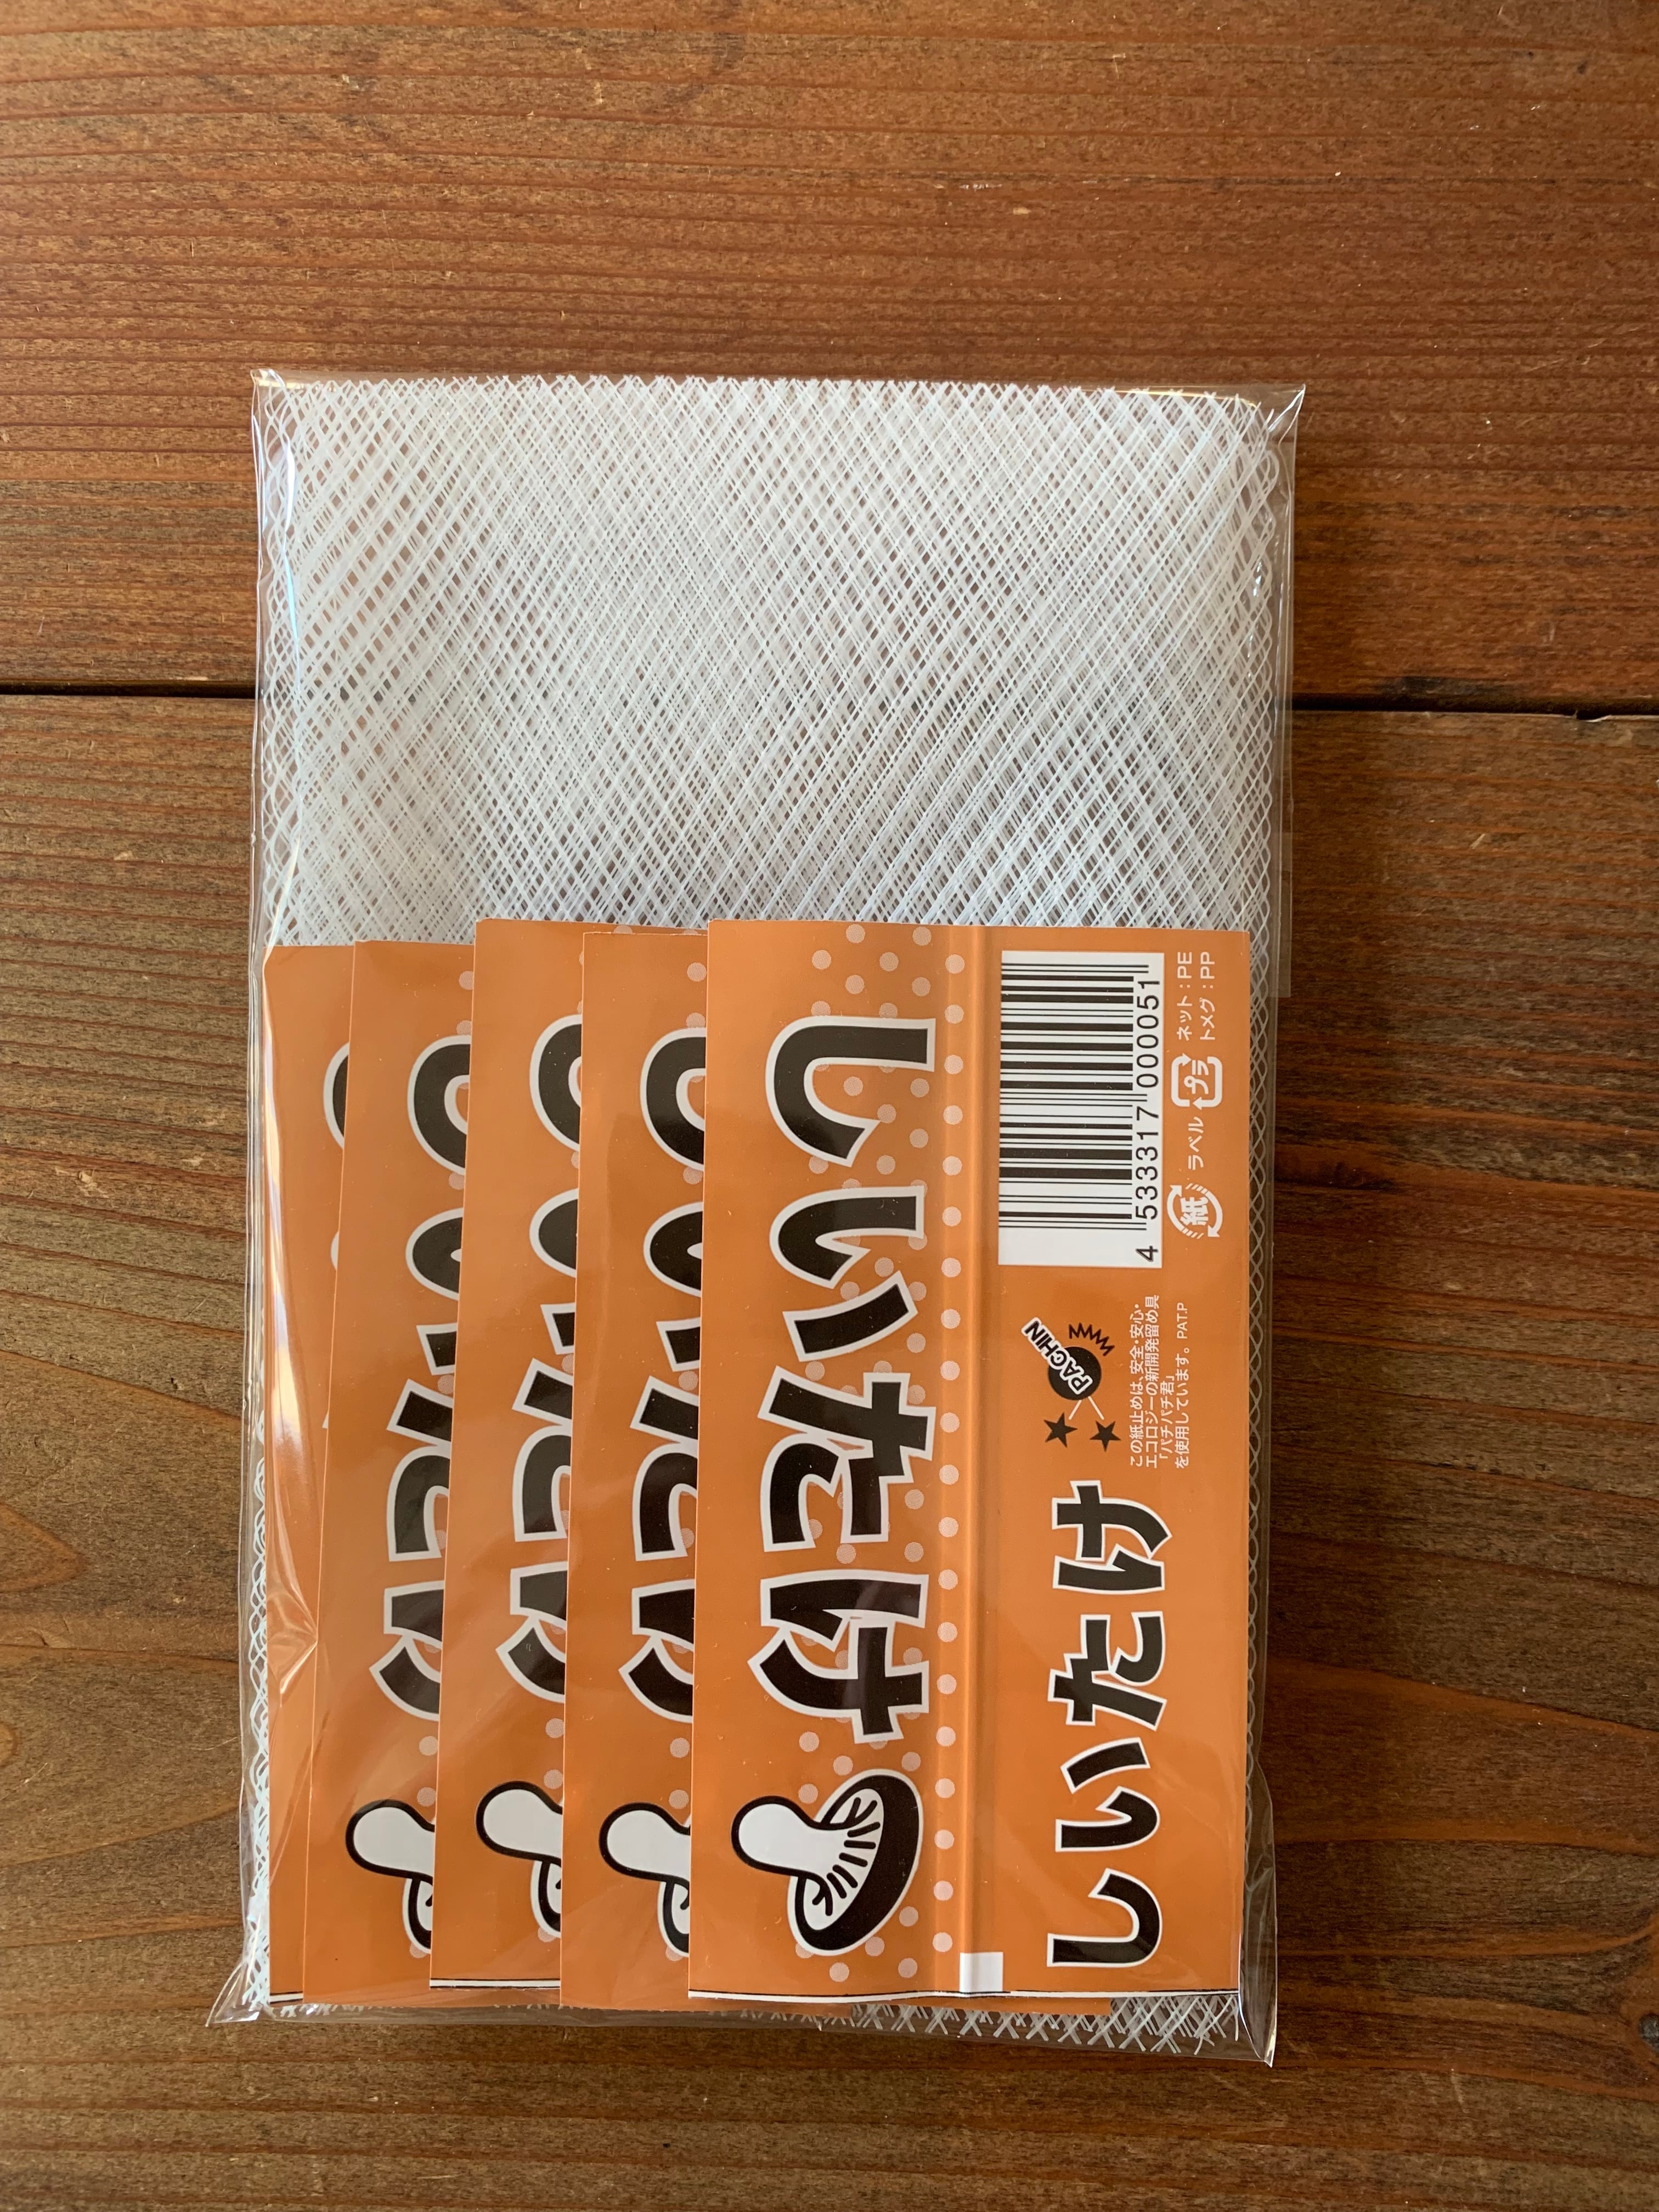 しいたけ
しいたけ
PACHIN
この紙止めは、安全・安心・
エコロジーの新開発留め具
「パチパチ君」
を使用しています。 PAT.P
4 533317 000051
紙 ラベル プラ ネット：PE
トメグ：PP